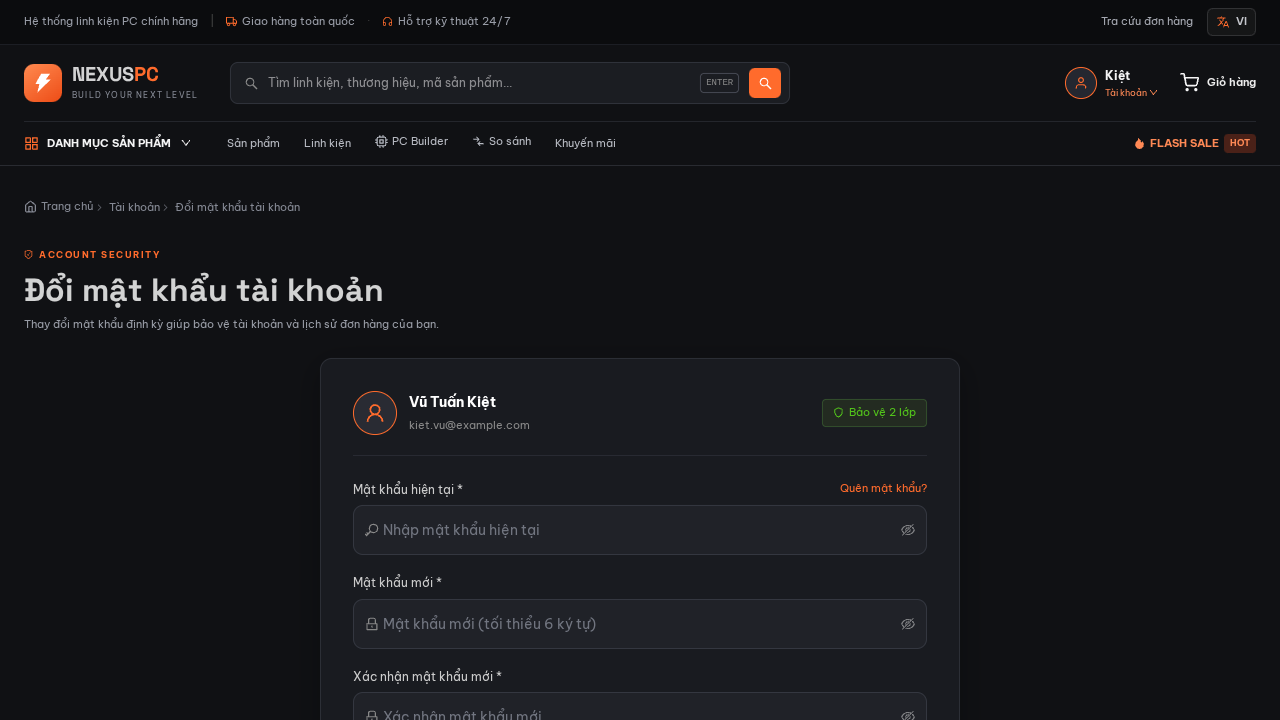 Hệ thống linh kiện PC chính hãng | Giao hàng toàn quốc · Hỗ trợ kỹ thuật 24/7 Tra cứu đơn hàng VI
NEXUSPC
BUILD YOUR NEXT LEVEL
Tìm linh kiện, thương hiệu, mã sản phẩm... ENTER
Kiệt
Tài khoản
Giỏ hàng
DANH MỤC SẢN PHẨM Sản phẩm Linh kiện PC Builder So sánh Khuyến mãi FLASH SALE HOT
Trang chủ > Tài khoản > Đổi mật khẩu tài khoản
ACCOUNT SECURITY
Đổi mật khẩu tài khoản
Thay đổi mật khẩu định kỳ giúp bảo vệ tài khoản và lịch sử đơn hàng của bạn.
Vũ Tuấn Kiệt
kiet.vu@example.com
Bảo vệ 2 lớp
Mật khẩu hiện tại * Quên mật khẩu?
Nhập mật khẩu hiện tại
Mật khẩu mới *
Mật khẩu mới (tối thiểu 6 ký tự)
Xác nhận mật khẩu mới *
Xác nhận mật khẩu mới